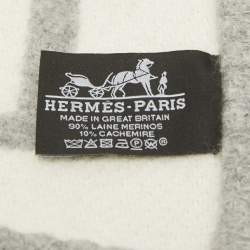 HERMÈS-PARIS
MADE IN GREAT BRITAIN
90% LAINE MERINOS
10% CACHEMIRE